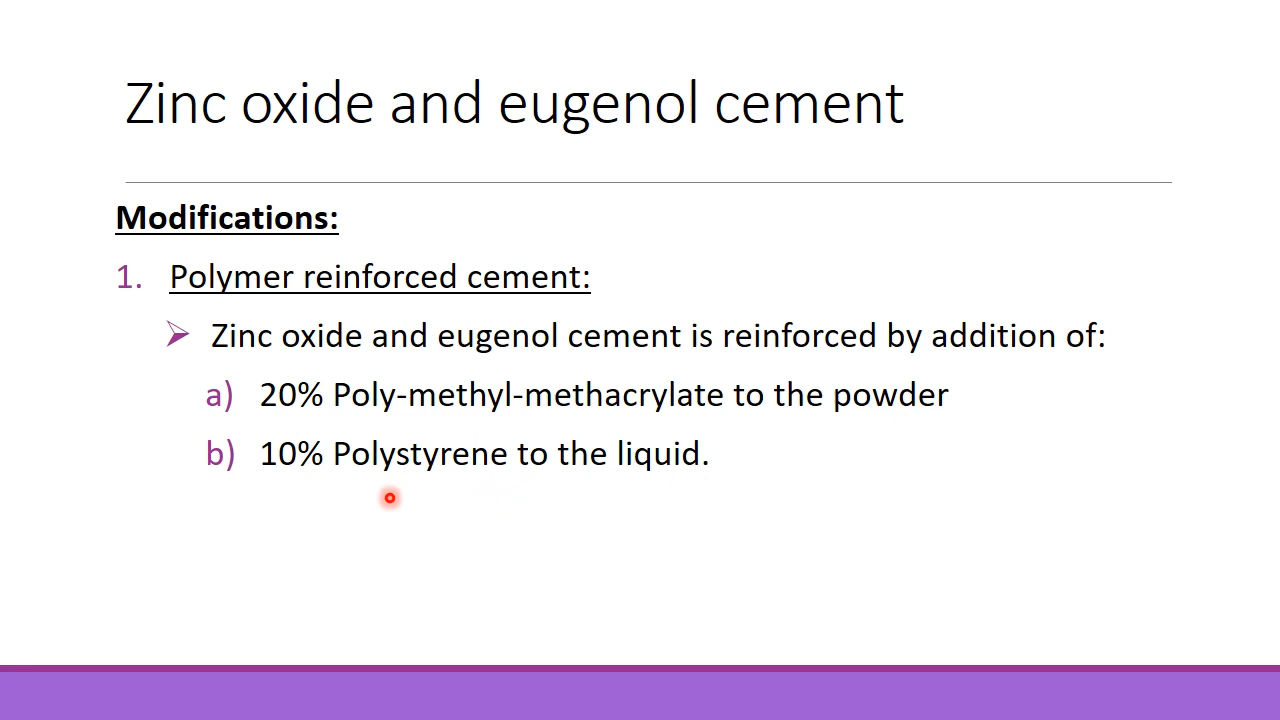 Zinc oxide and eugenol cement
Modifications:
1. Polymer reinforced cement:
➢ Zinc oxide and eugenol cement is reinforced by addition of:
a) 20% Poly-methyl-methacrylate to the powder
b) 10% Polystyrene to the liquid.